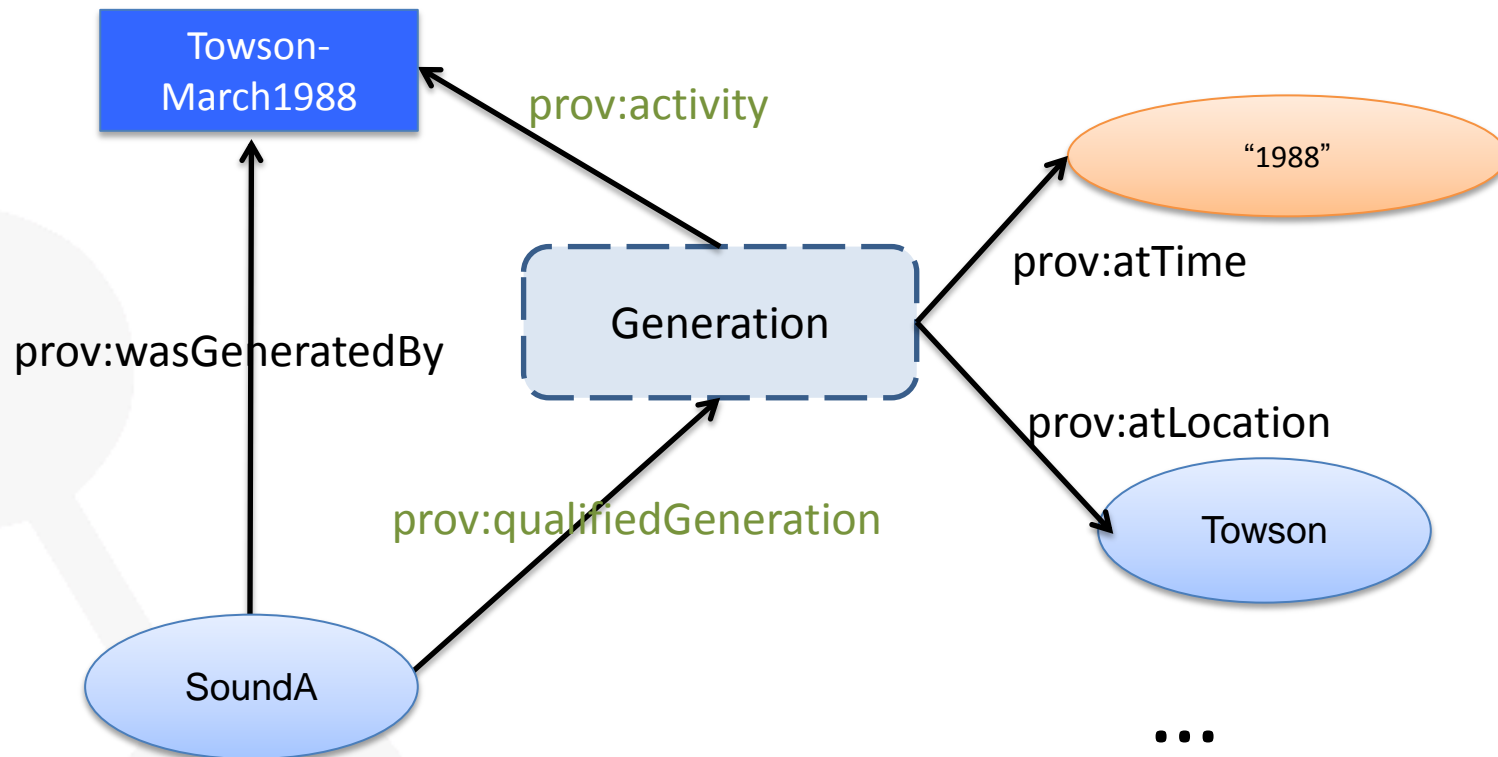 Towson-
March1988
prov:activity
“1988”
prov:atTime
Generation
prov:wasGeneratedBy
prov:atLocation
prov:qualifiedGeneration
Towson
SoundA
...